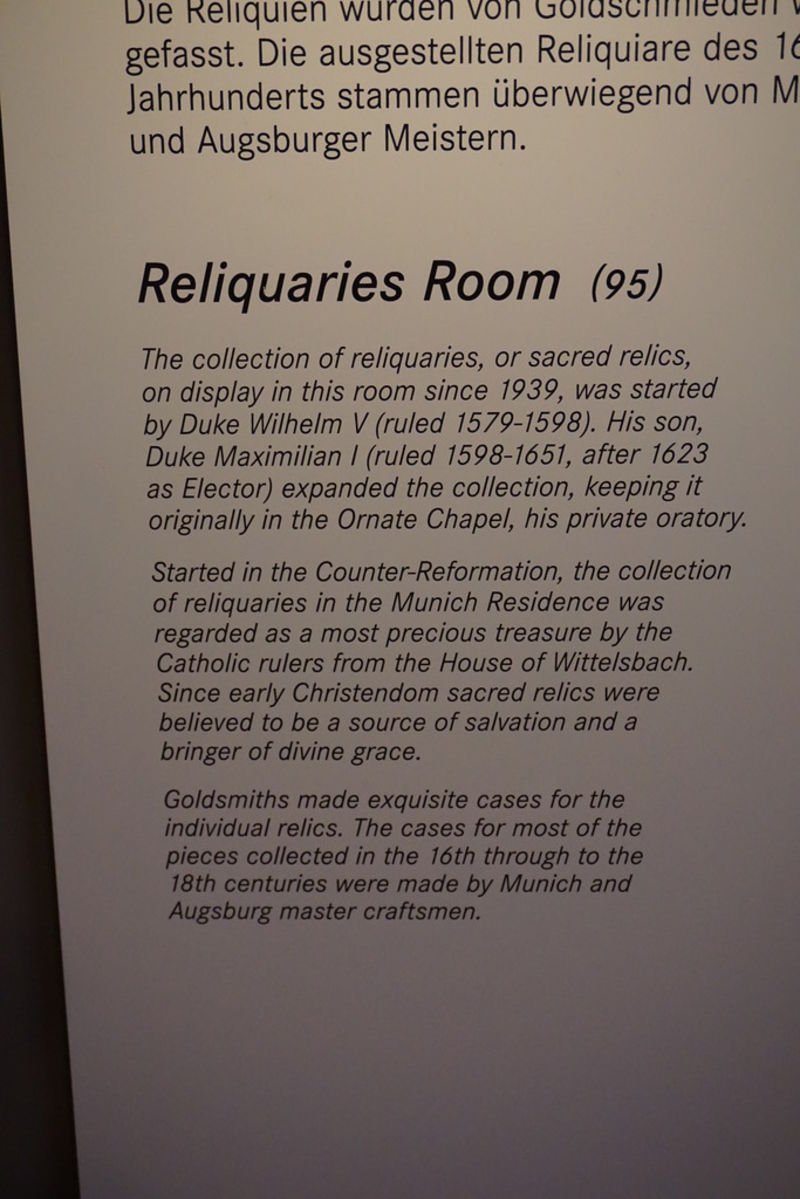 Die Reliquien wurden von Goldschmieden
gefasst. Die ausgestellten Reliquiare des
Jahrhunderts stammen überwiegend von
und Augsburger Meistern.
Reliquaries Room (95)
The collection of reliquaries, or sacred relics,
on display in this room since 1939, was started
by Duke Wilhelm V (ruled 1579-1598). His son,
Duke Maximilian I (ruled 1598-1651, after 1623
as Elector) expanded the collection, keeping it
originally in the Ornate Chapel, his private oratory.
Started in the Counter-Reformation, the collection
of reliquaries in the Munich Residence was
regarded as a most precious treasure by the
Catholic rulers from the House of Wittelsbach.
Since early Christendom sacred relics were
believed to be a source of salvation and a
bringer of divine grace.
Goldsmiths made exquisite cases for the
individual relics. The cases for most of the
pieces collected in the 16th through to the
18th centuries were made by Munich and
Augsburg master craftsmen.